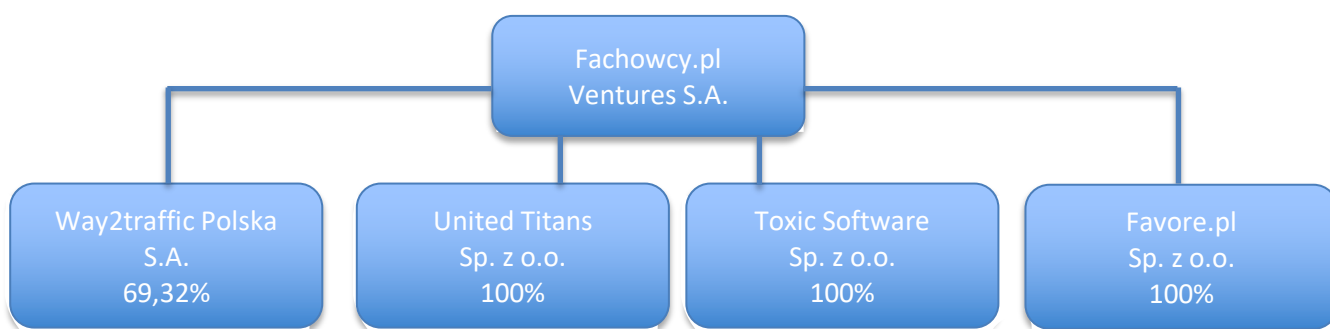 Fachowcy.pl
Ventures S.A.
Way2traffic Polska
S.A.
69,32%
United Titans
Sp. z o.o.
100%
Toxic Software
Sp. z o.o.
100%
Favore.pl
Sp. z o.o.
100%